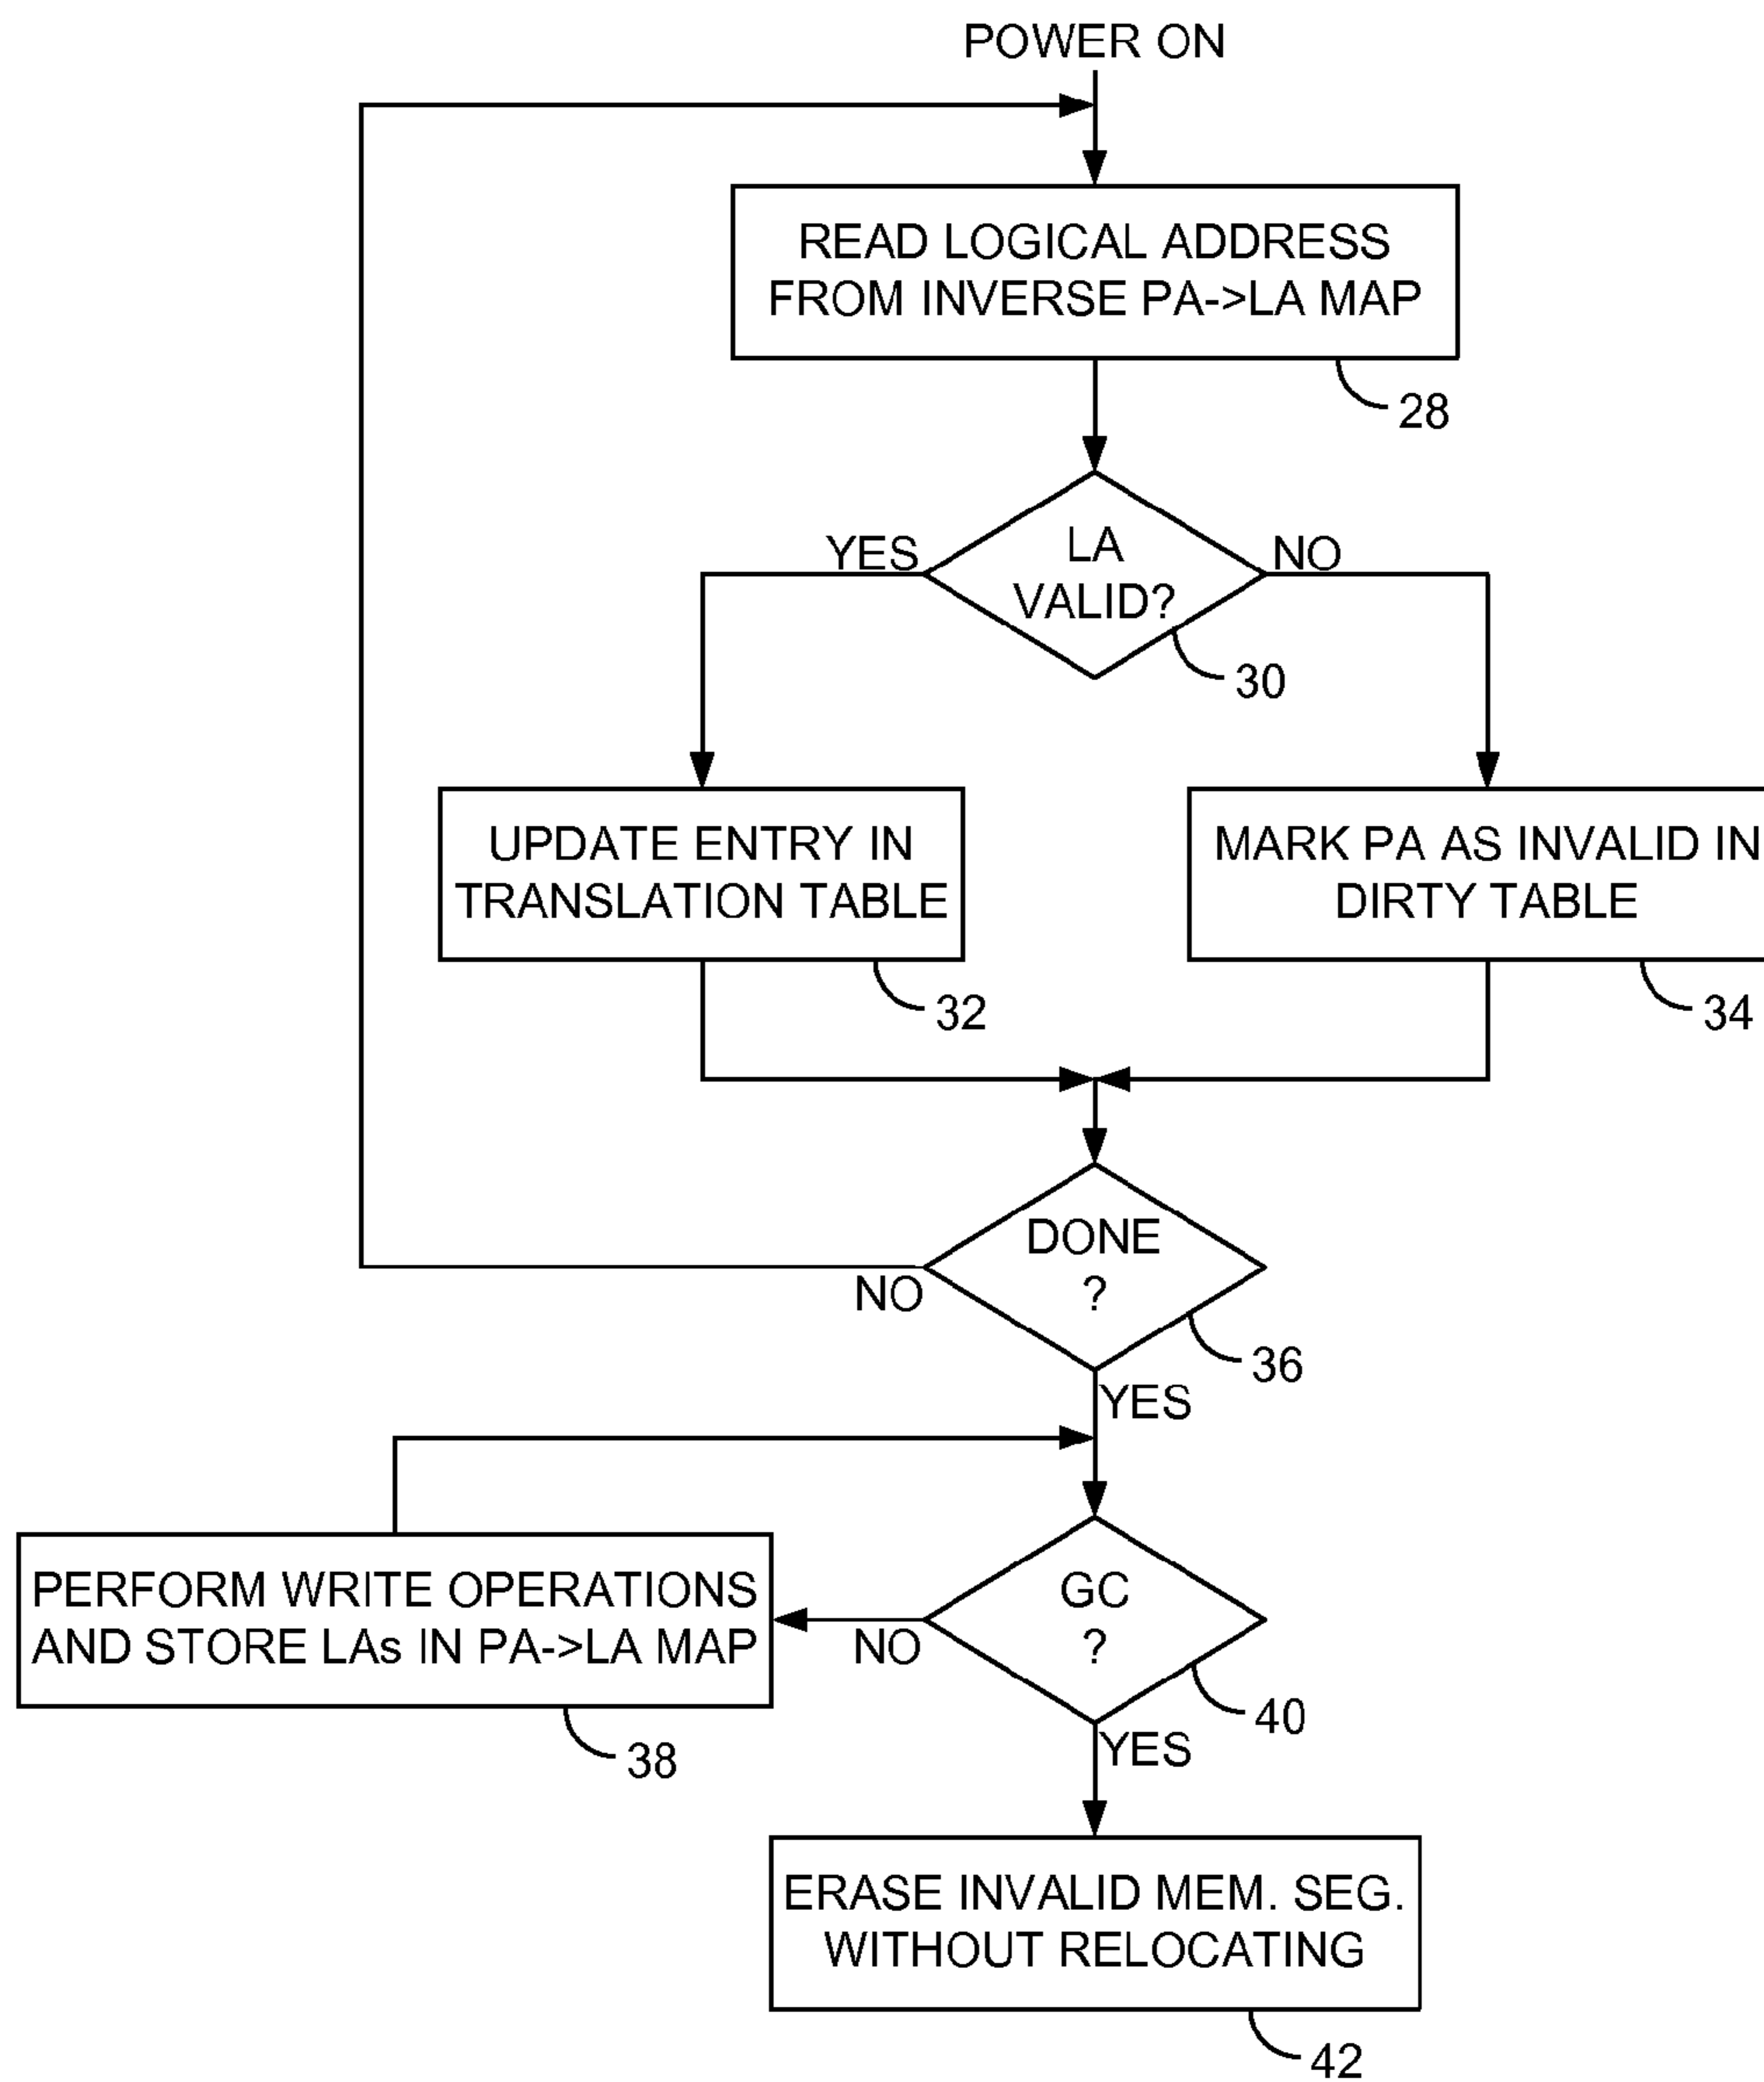 POWER ON
READ LOGICAL ADDRESS
FROM INVERSE PA->LA MAP
28
YES
LA
VALID?
NO
30
UPDATE ENTRY IN
TRANSLATION TABLE
32
MARK PA AS INVALID IN
DIRTY TABLE
34
DONE
?
NO
36
YES
PERFORM WRITE OPERATIONS
AND STORE LAs IN PA->LA MAP
38
GC
?
NO
40
YES
ERASE INVALID MEM. SEG.
WITHOUT RELOCATING
42